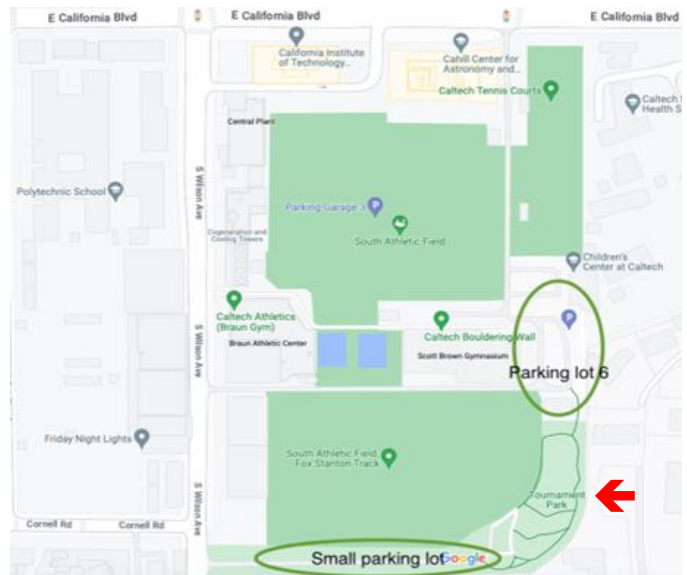 E California Blvd
E California Blvd
California Institute
of Technology...
Cahill Center for
Astronomy and...
Caltech Tennis Courts
Caltech
Health S
Central Plant
S Wilson Ave
Polytechnic School
Parking Garage 3
Cogeneration and
Cooling Towers
South Athletic Field
Children's
Center at Caltech
Caltech Athletics
(Braun Gym)
Caltech Bouldering Wall
P
S Wilson Ave
Braun Athletic Center
Scott Brown Gymnasium
Parking lot 6
Friday Night Lights
South Athletic Field,
Fox Stanton Track
Tournament
Park
S Wilson Ave
Cornell Rd
Cornell Rd
Small parking lot
Google